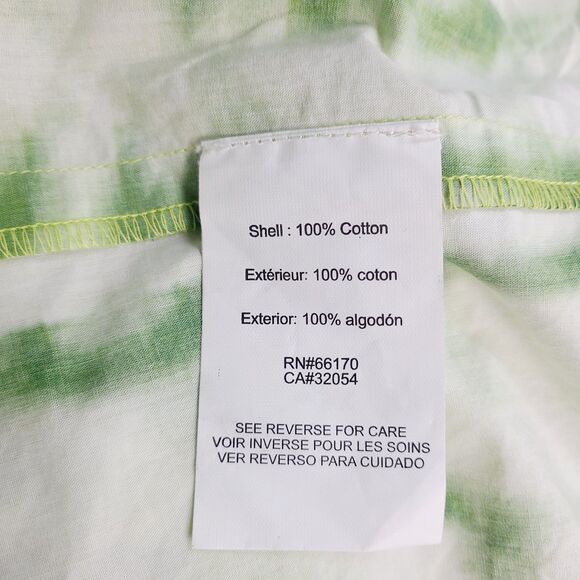 Shell : 100% Cotton
Extérieur: 100% coton
Exterior: 100% algodón
RN#66170
CA#32054
SEE REVERSE FOR CARE
VOIR INVERSE POUR LES SOINS
VER REVERSO PARA CUIDADO